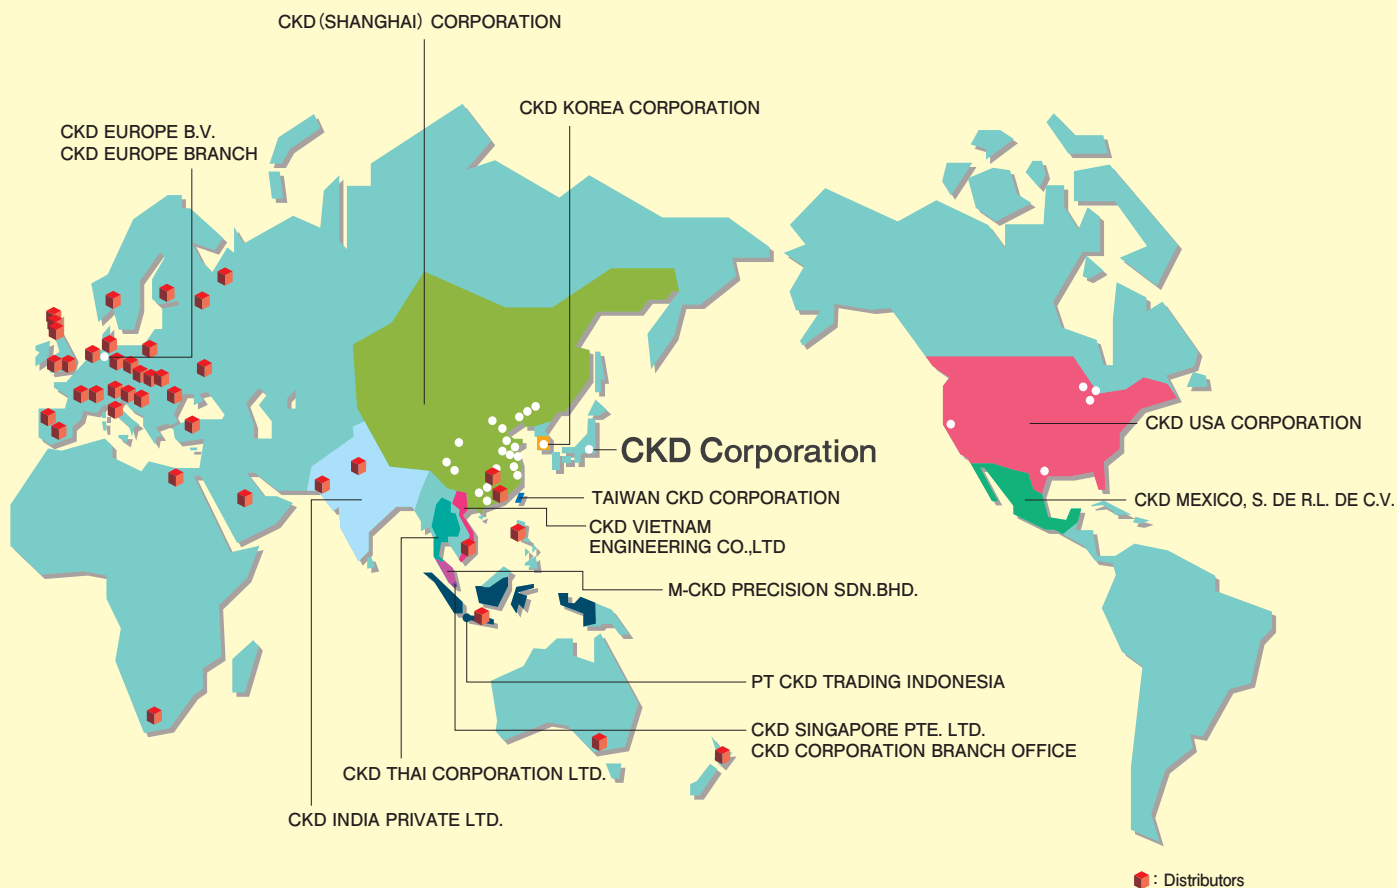 CKD(SHANGHAI) CORPORATION
CKD KOREA CORPORATION
CKD EUROPE B.V.
CKD EUROPE BRANCH
CKD USA CORPORATION
CKD Corporation
TAIWAN CKD CORPORATION
CKD MEXICO, S. DE R.L. DE C.V.
CKD VIETNAM
ENGINEERING CO.,LTD
M-CKD PRECISION SDN.BHD.
PT CKD TRADING INDONESIA
CKD SINGAPORE PTE. LTD.
CKD CORPORATION BRANCH OFFICE
CKD THAI CORPORATION LTD.
CKD INDIA PRIVATE LTD.
: Distributors